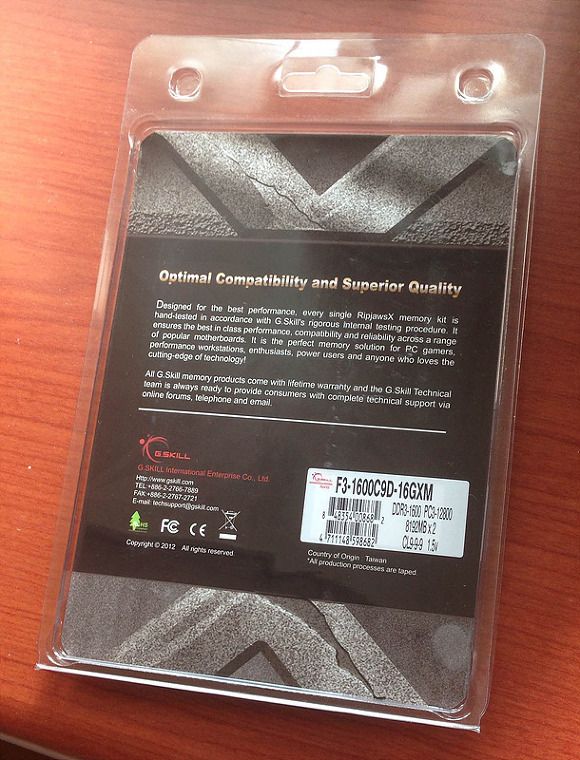 Optimal Compatibility and Superior Quality
Designed for the best performance, every single RipjawsX memory kit is
hand-tested in accordance with G.Skill's rigorous Internal testing procedure. It
ensures the best in class performance, compatibility and reliability across a range
of popular motherboards. It is the perfect memory solution for PC gamers,
performance workstations, enthusiasts, power users and anyone who loves the
cutting-edge of technology!
All G.Skill memory products come with lifetime warranty and the G.Skill Technical
team is always ready to provide consumers with complete technical support via
online forums, telephone and email.
G.SKILL
G.SKILL International Enterprise Co., Ltd.
Http://www.gskill.com
TEL:+886-2-2766-7889
FAX:+886-2-2767-2721
E-mail: techsupport@gskill.com
RoHS FC CE
Copyright © 2012 All rights reserved.
F3-1600C9D-16GXM
DDR3-1600 PC3-12800
8192MB x 2
CL9-9-9 1.5V
4 711148 598682
Country of Origin : Taiwan
*All production processes are taped.